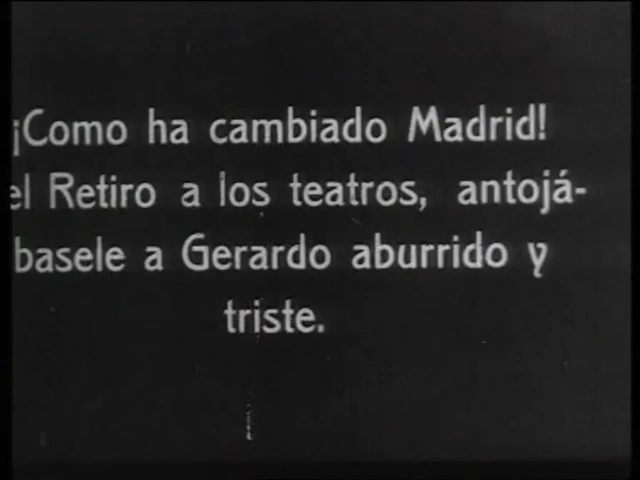 ¡Como ha cambiado Madrid!
el Retiro a los teatros, antojá-
basele a Gerardo aburrido y
triste.